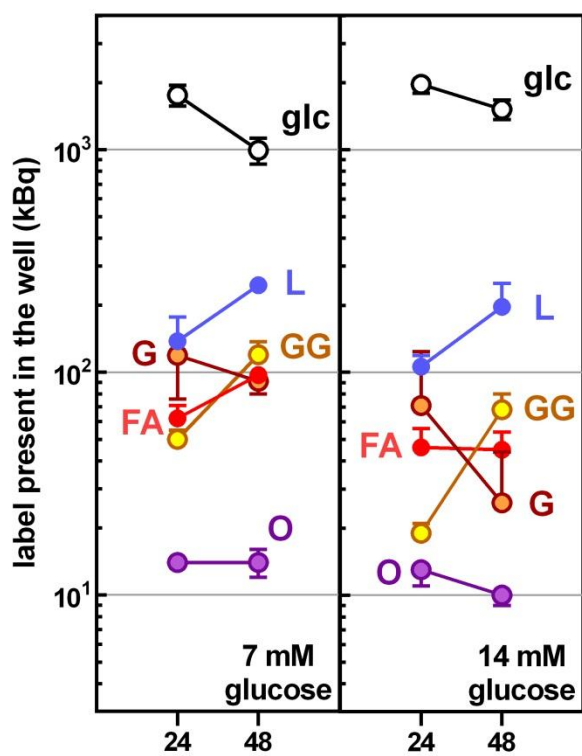 label present in the well (kBq)
10³
10²
10¹
glc
L
G
GG
FA
O
7 mM
glucose
24 48
glc
L
GG
FA
G
O
14 mM
glucose
24 48